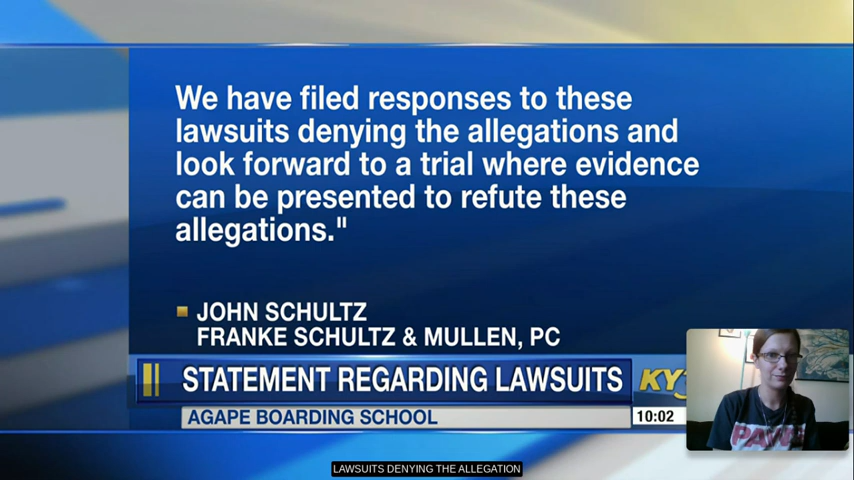 We have filed responses to these
lawsuits denying the allegations and
look forward to a trial where evidence
can be presented to refute these
allegations."
JOHN SCHULTZ
FRANKE SCHULTZ & MULLEN, PC
STATEMENT REGARDING LAWSUITS
KY3
AGAPE BOARDING SCHOOL
10:02
PAWS
LAWSUITS DENYING THE ALLEGATION